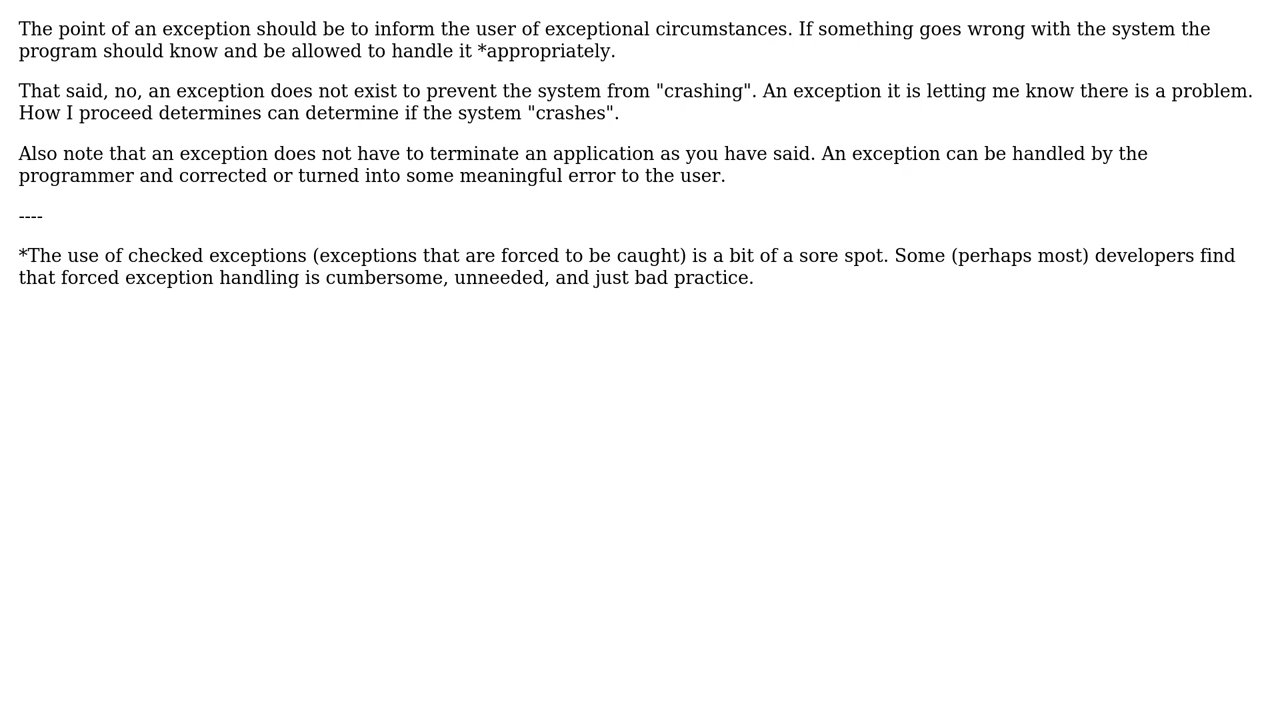 The point of an exception should be to inform the user of exceptional circumstances. If something goes wrong with the system the
program should know and be allowed to handle it *appropriately.
That said, no, an exception does not exist to prevent the system from "crashing". An exception it is letting me know there is a problem.
How I proceed determines can determine if the system "crashes".
Also note that an exception does not have to terminate an application as you have said. An exception can be handled by the
programmer and corrected or turned into some meaningful error to the user.
----
*The use of checked exceptions (exceptions that are forced to be caught) is a bit of a sore spot. Some (perhaps most) developers find
that forced exception handling is cumbersome, unneeded, and just bad practice.